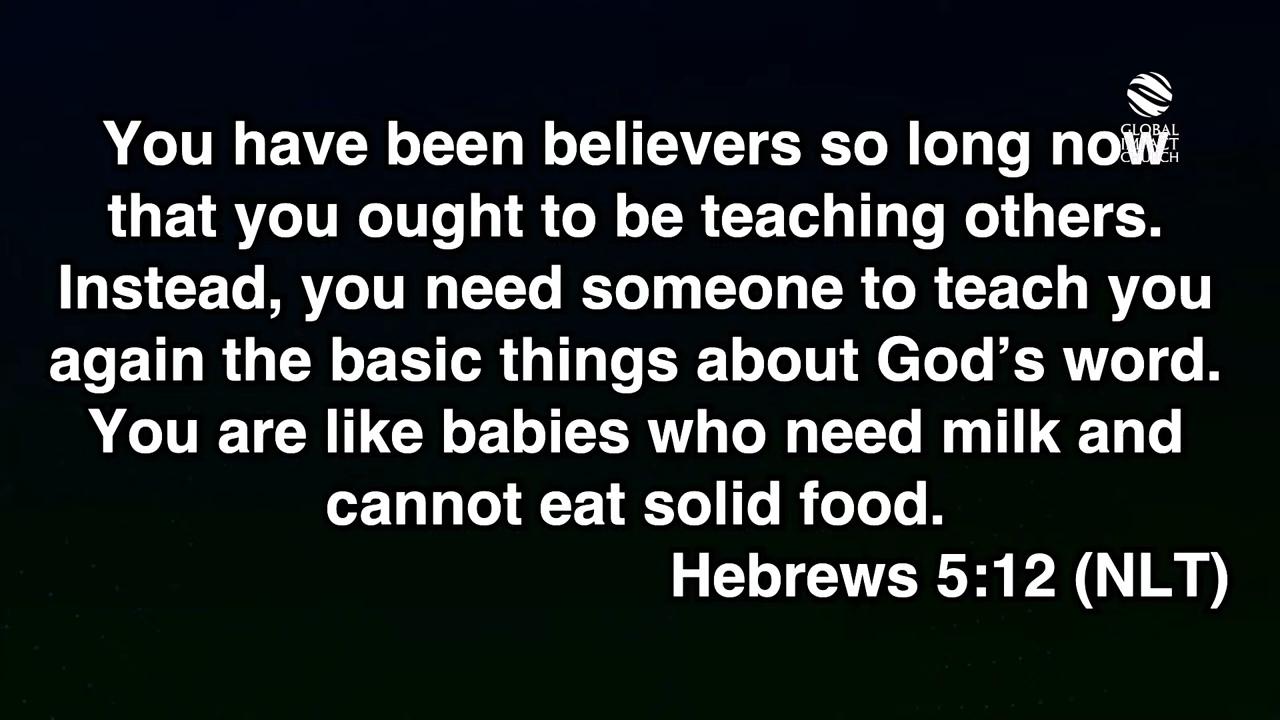 You have been believers so long now
that you ought to be teaching others.
Instead, you need someone to teach you
again the basic things about God’s word.
You are like babies who need milk and
cannot eat solid food.
Hebrews 5:12 (NLT)
GLOBAL
IMPACT
CHURCH